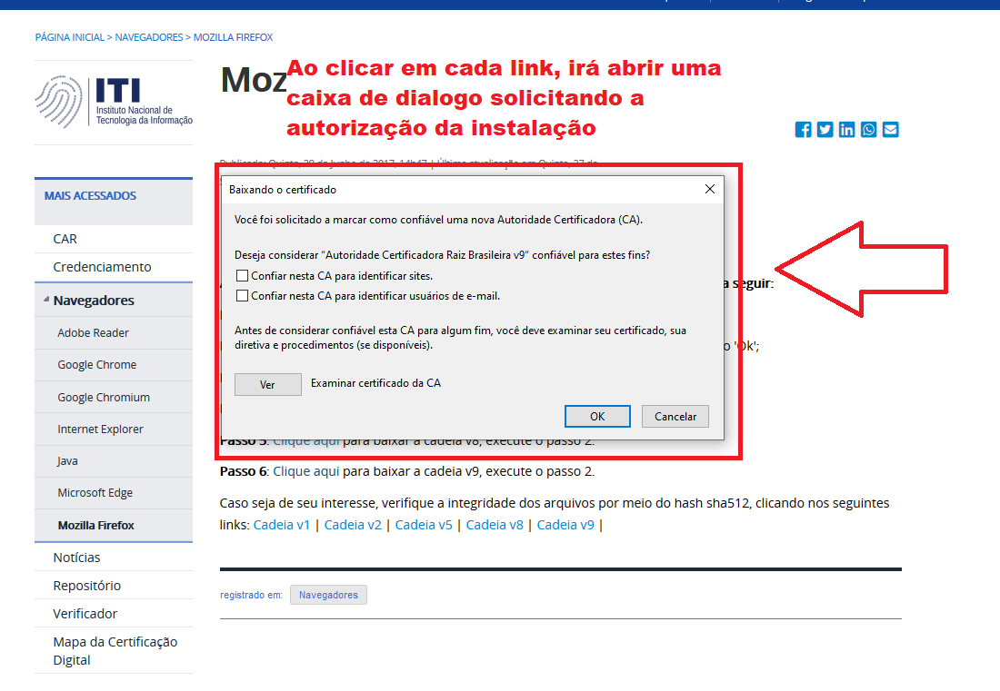 PÁGINA INICIAL > NAVEGADORES > MOZILLA FIREFOX
ITI
Instituto Nacional de
Tecnologia da Informação
Moz
Ao clicar em cada link, irá abrir uma
caixa de dialogo solicitando a
autorização da instalação
MAIS ACESSADOS
CAR
Credenciamento
Navegadores
Adobe Reader
Google Chrome
Google Chromium
Internet Explorer
Java
Microsoft Edge
Mozilla Firefox
Notícias
Repositório
Verificador
Mapa da Certificação
Digital
Baixando o certificado
Você foi solicitado a marcar como confiável uma nova Autoridade Certificadora (CA).
Deseja considerar “Autoridade Certificadora Raiz Brasileira v9” confiável para estes fins?
Confiar nesta CA para identificar sites.
Confiar nesta CA para identificar usuários de e-mail.
Antes de considerar confiável esta CA para algum fim, você deve examinar seu certificado, sua
diretiva e procedimentos (se disponíveis).
Ver
Examinar certificado da CA
OK
Cancelar
a seguir:
o 'Ok';
Passo 5: Clique aqui para baixar a cadeia v8, execute o passo 2.
Passo 6: Clique aqui para baixar a cadeia v9, execute o passo 2.
Caso seja de seu interesse, verifique a integridade dos arquivos por meio do hash sha512, clicando nos seguintes
links: Cadeia v1 | Cadeia v2 | Cadeia v5 | Cadeia v8 | Cadeia v9 |
registrado em:
Navegadores